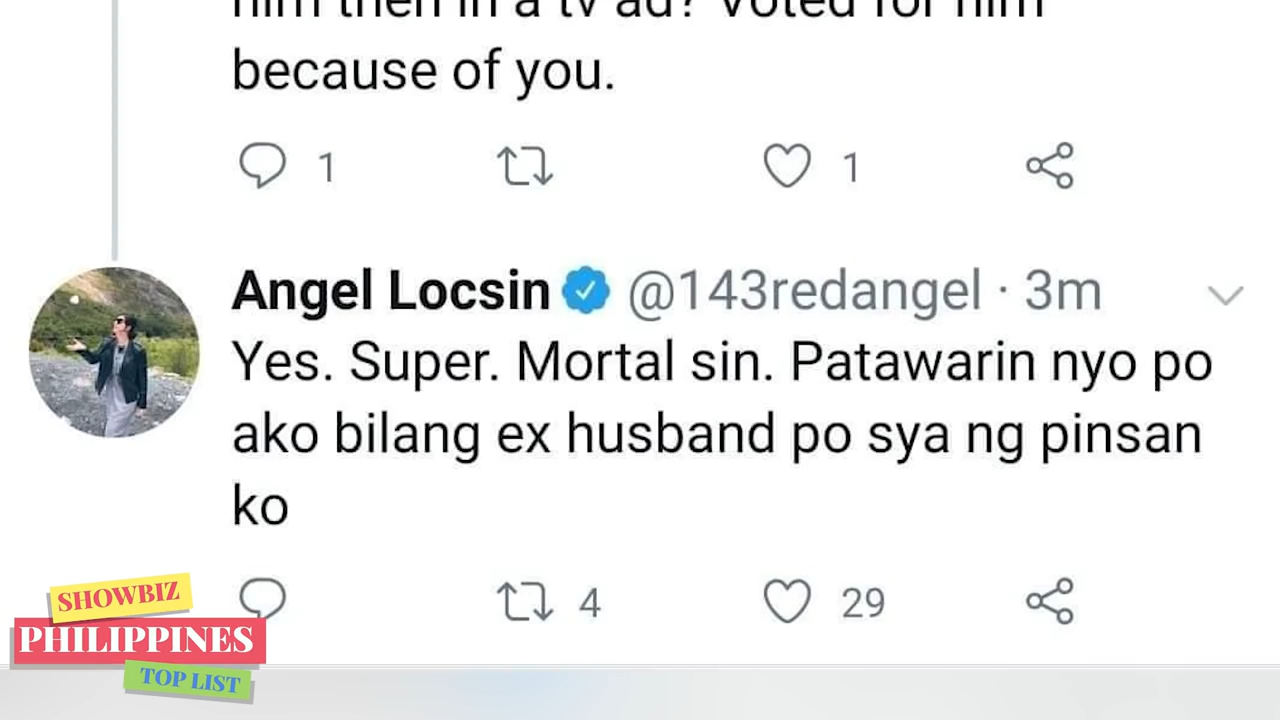 him then in a tv ad? Voted for him
because of you.
1
1
Angel Locsin @143redangel · 3m
Yes. Super. Mortal sin. Patawarin nyo po
ako bilang ex husband po sya ng pinsan
ko
4
29
SHOWBIZ
PHILIPPINES
TOP LIST